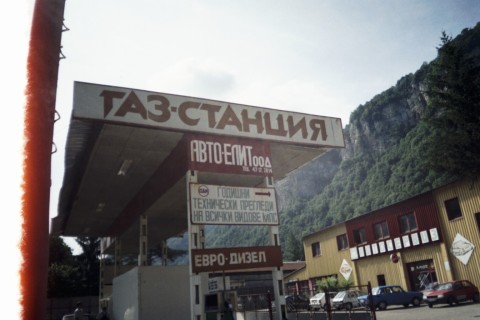 ГАЗ-СТАНЦИЯ
АВТО-ЕЛИТ ООД
ГОДИШНИ
ТЕХНИЧЕСКИ ПРЕГЛЕДИ
НА ВСИЧКИ ВИДОВЕ МПС
ЕВРО-ДИЗЕЛ